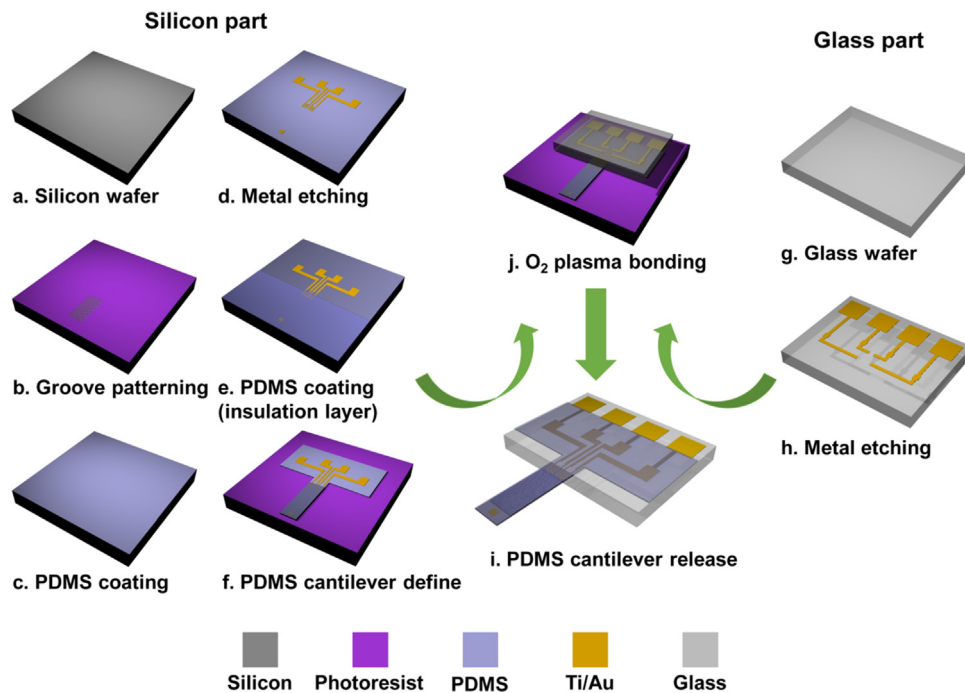 Silicon part
Glass part
a. Silicon wafer
d. Metal etching
b. Groove patterning
e. PDMS coating
(insulation layer)
c. PDMS coating
f. PDMS cantilever define
j. O₂ plasma bonding
i. PDMS cantilever release
g. Glass wafer
h. Metal etching
Silicon
Photoresist
PDMS
Ti/Au
Glass